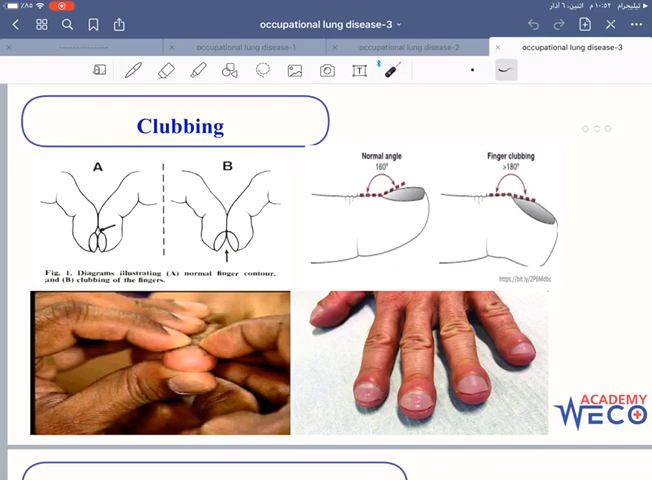 ٪٨٥
تيليجرام ◀ ١٠:٥٢ م اثنين، ٦ آذار
occupational lung disease-3
occupational lung disease-1
occupational lung disease-2
occupational lung disease-3
T
Clubbing
A
B
Fig. 1. Diagrams illustrating (A) normal finger contour,
and (B) clubbing of the fingers.
Normal angle
160°
Finger clubbing
>180°
ACADEMY
WECO